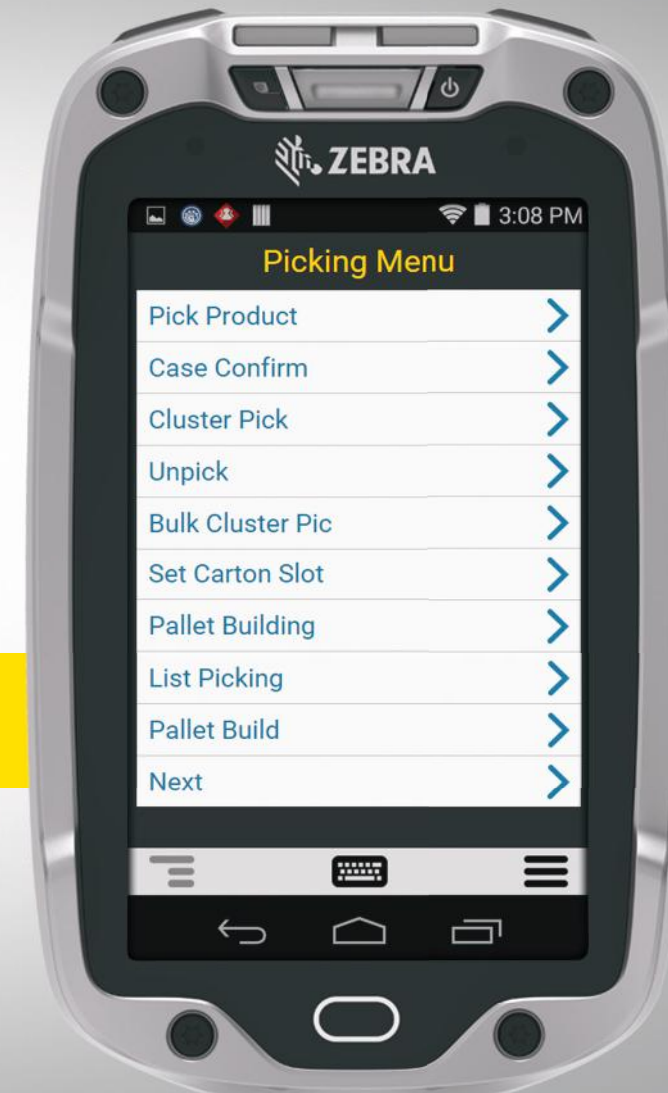 ZEBRA
3:08 PM
Picking Menu
Pick Product
Case Confirm
Cluster Pick
Unpick
Bulk Cluster Pic
Set Carton Slot
Pallet Building
List Picking
Pallet Build
Next